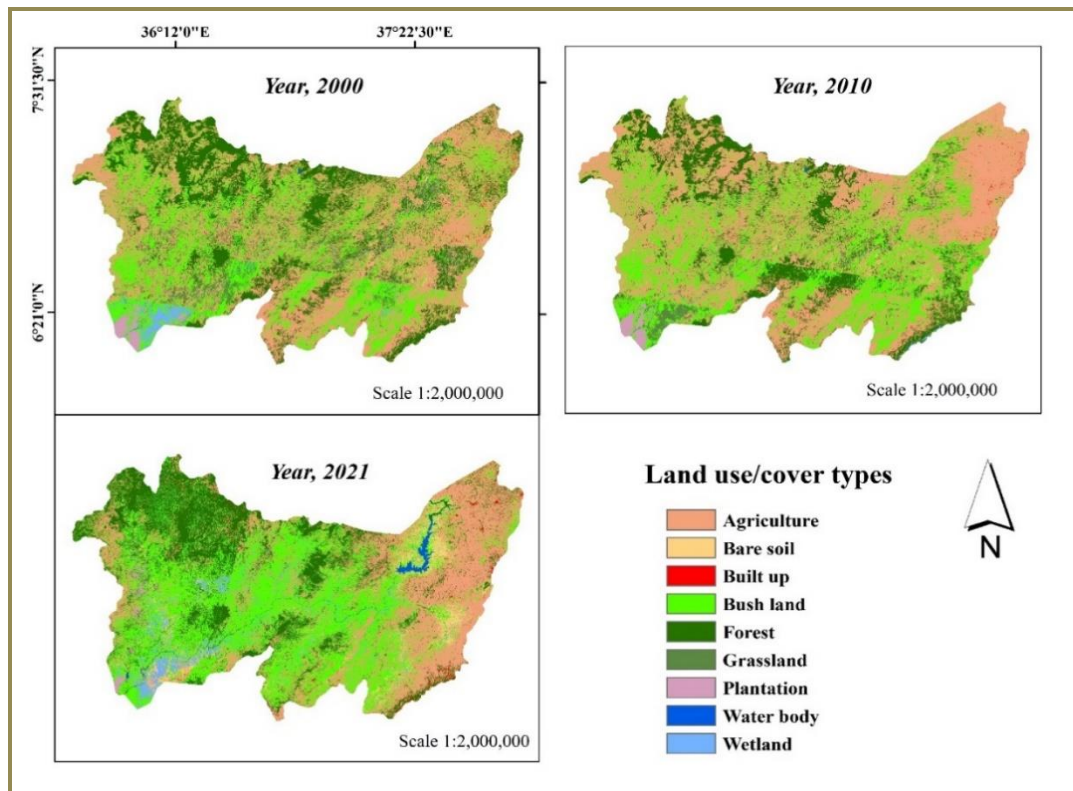 36°12'0"E
37°22'30"N
7°31'30"N
6°21'0"N
Year, 2000
Scale 1:2,000,000
Year, 2010
Scale 1:2,000,000
Year, 2021
Scale 1:2,000,000
Land use/cover types
Agriculture
Bare soil
Built up
Bush land
Forest
Grassland
Plantation
Water body
Wetland
N